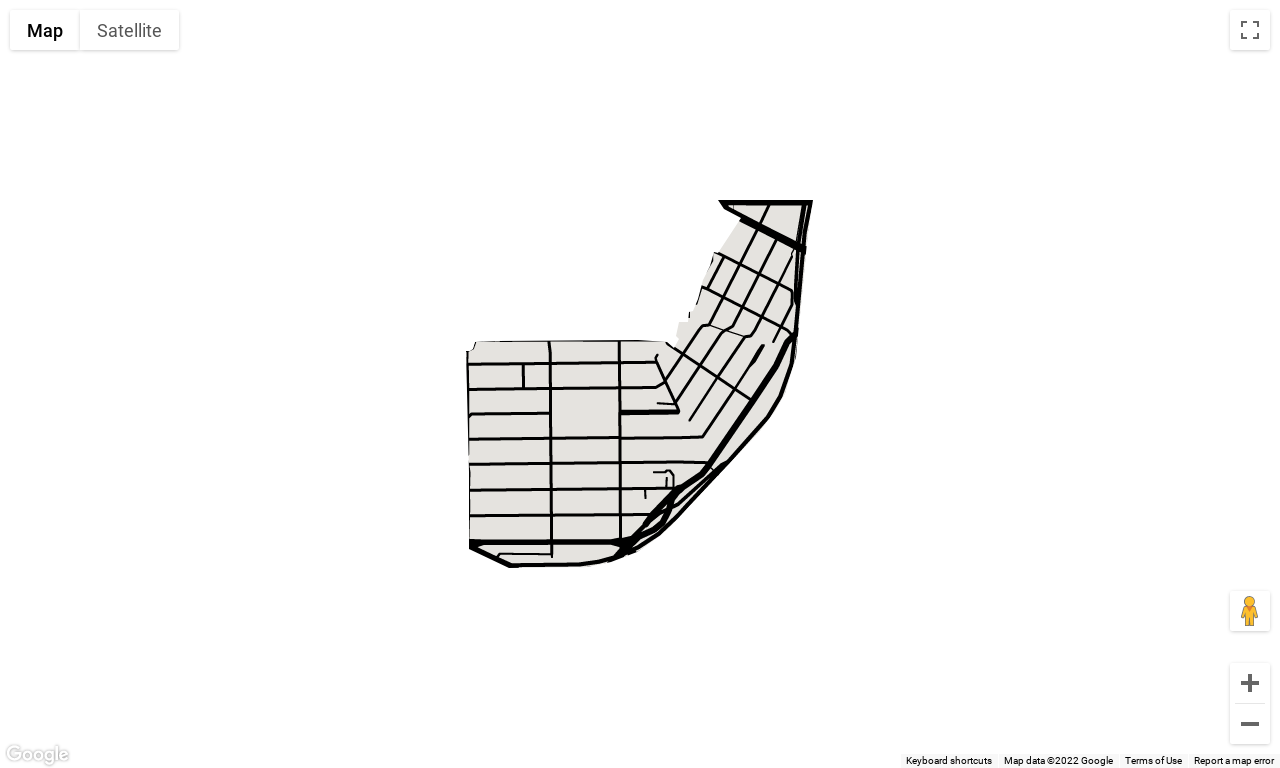 Map Satellite
Google
Keyboard shortcuts Map data ©2022 Google Terms of Use Report a map error